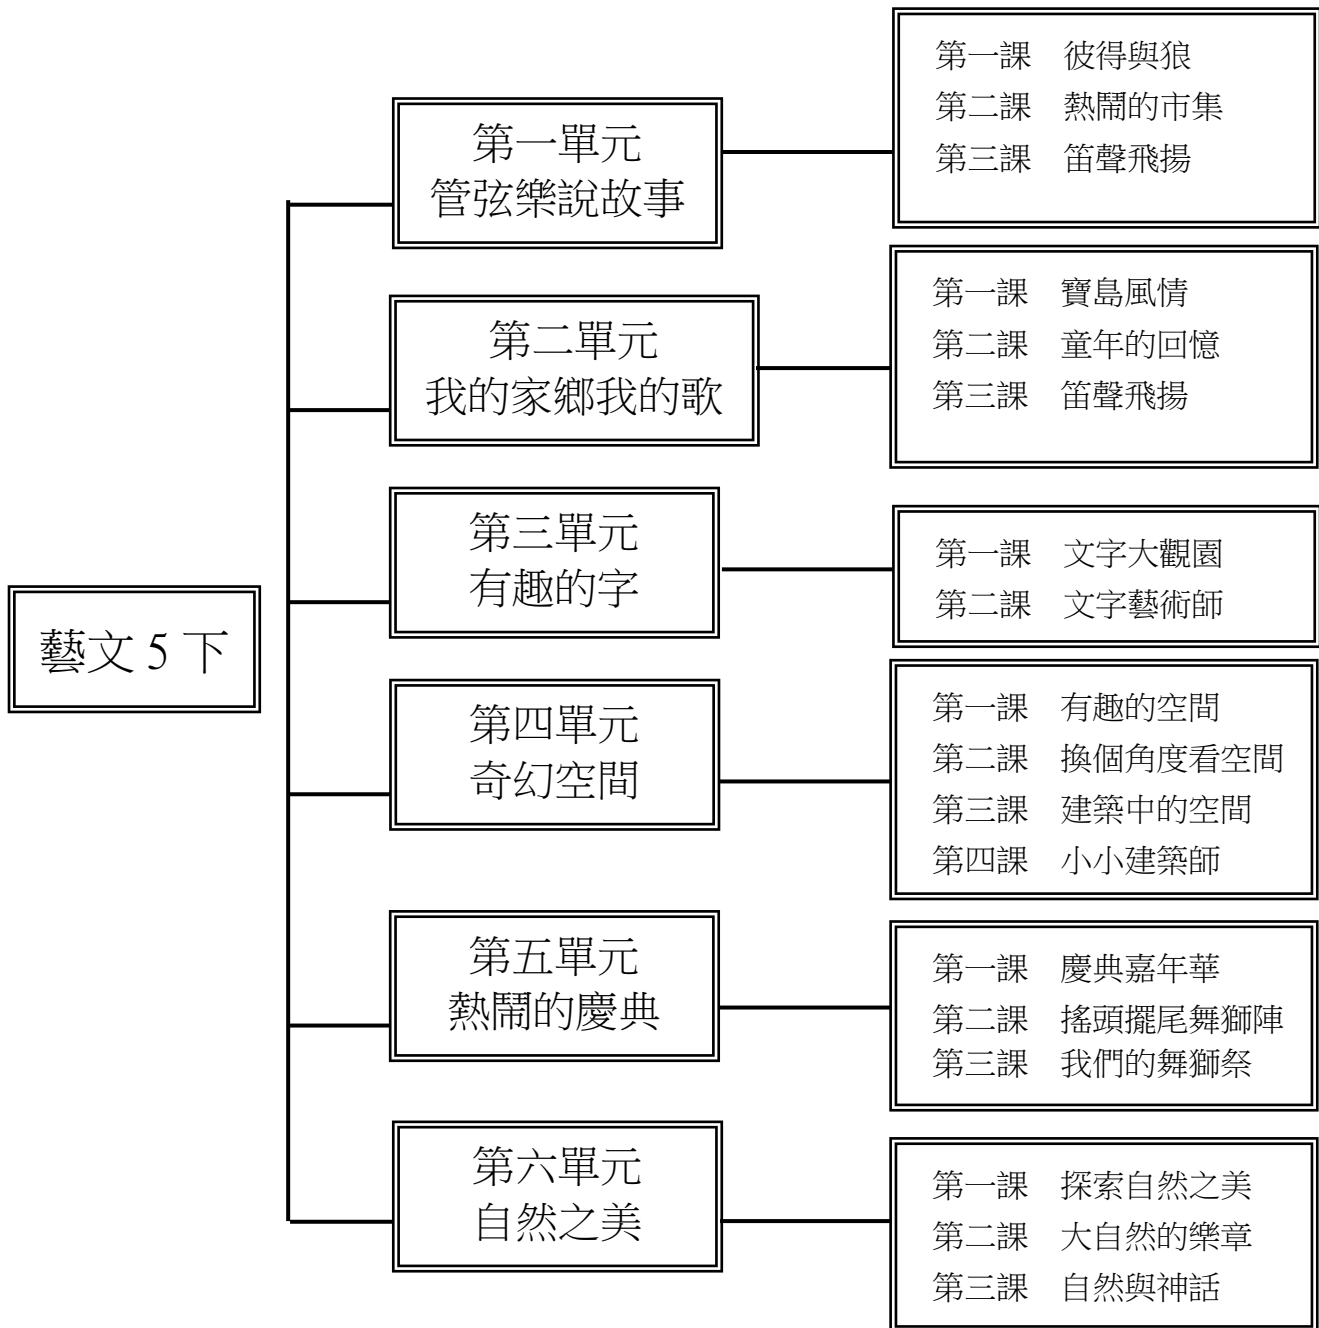 藝文 5 下
第一單元
管弦樂說故事
第一課　彼得與狼
第二課　熱鬧的市集
第三課　笛聲飛揚
第二單元
我的家鄉我的歌
第一課　寶島風情
第二課　童年的回憶
第三課　笛聲飛揚
第三單元
有趣的字
第一課　文字大觀園
第二課　文字藝術師
第四單元
奇幻空間
第一課　有趣的空間
第二課　換個角度看空間
第三課　建築中的空間
第四課　小小建築師
第五單元
熱鬧的慶典
第一課　慶典嘉年華
第二課　搖頭擺尾舞獅陣
第三課　我們的舞獅祭
第六單元
自然之美
第一課　探索自然之美
第二課　大自然的樂章
第三課　自然與神話